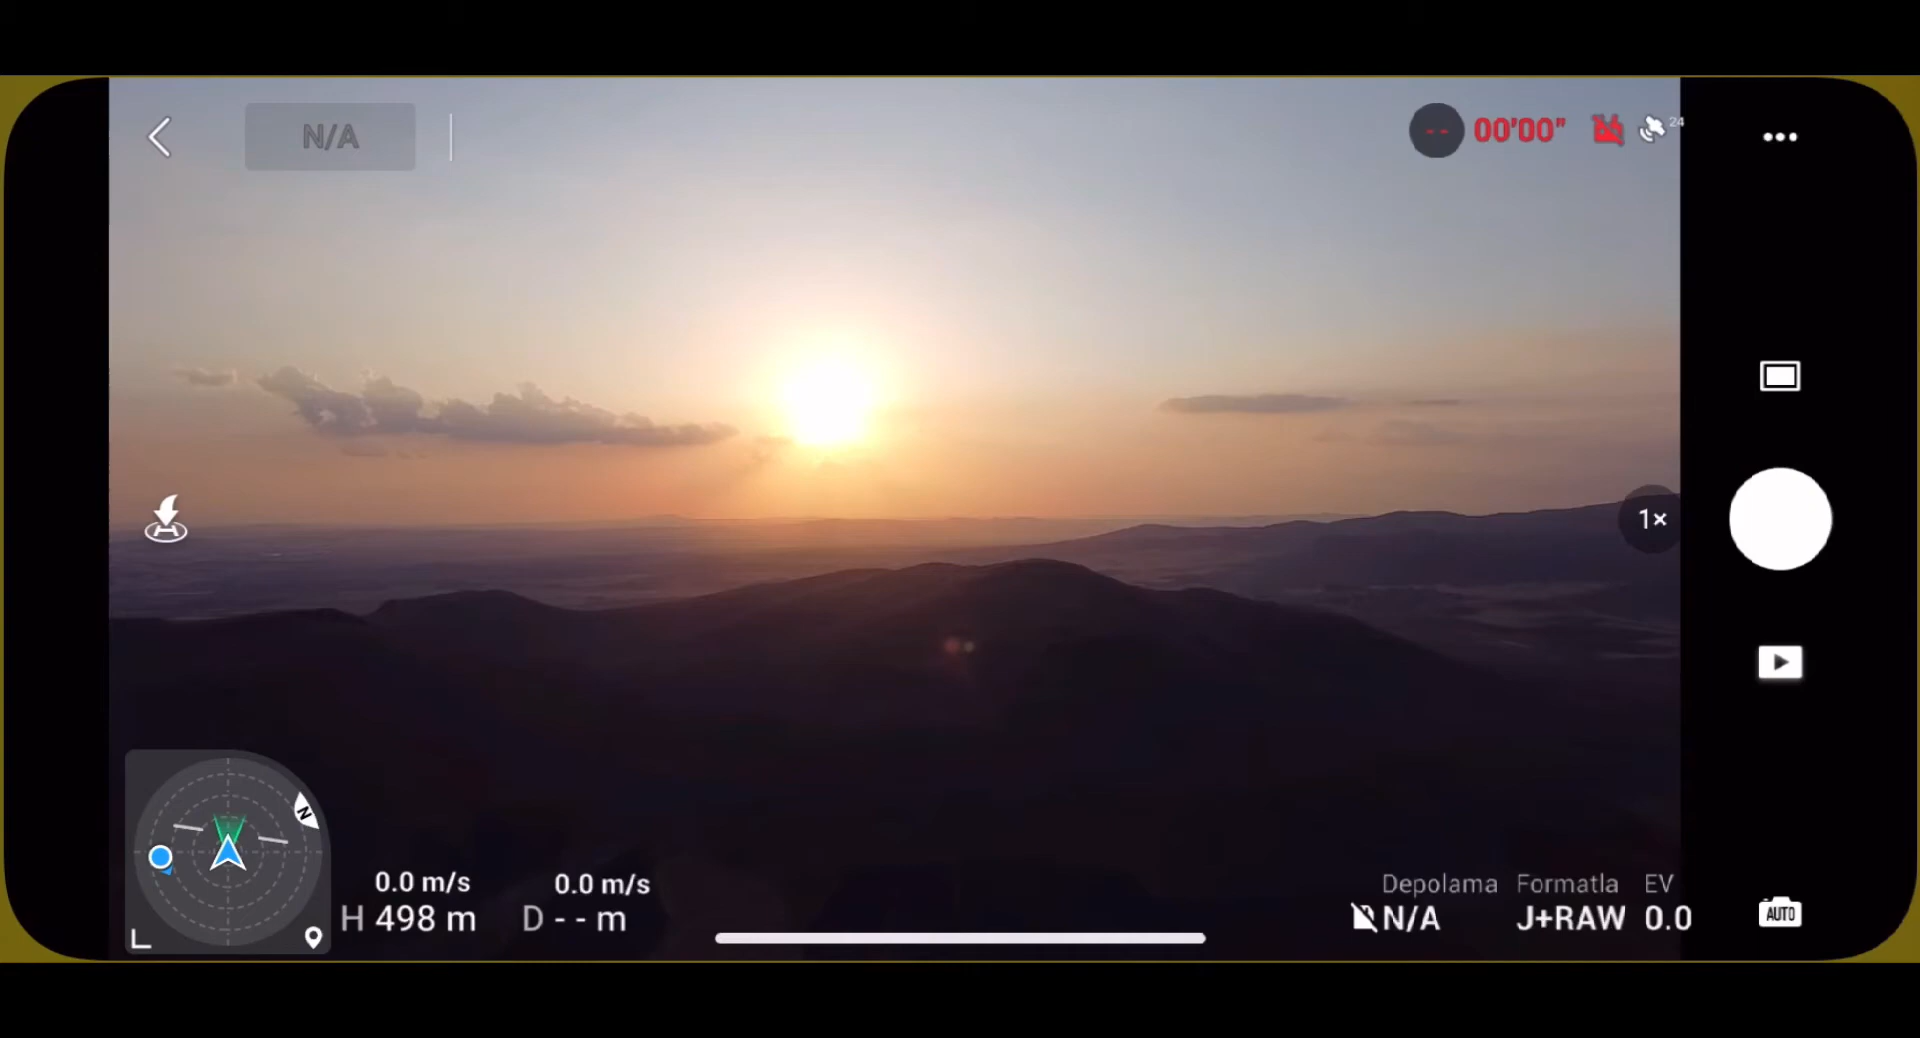 N/A
-- 00'00" 24
1×
N
0.0 m/s 0.0 m/s
H 498 m D - - m
Depolama Formatla EV
N/A J+RAW 0.0
AUTO